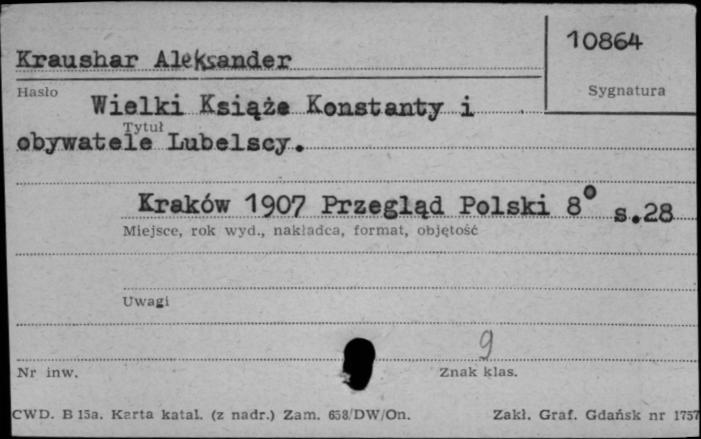 10864
Kraushar Aleksander
Hasło
Sygnatura
Wielki Książe Konstanty i
Tytuł
obywatele Lubelscy.
Kraków 1907 Przegląd Polski 8° s.28
Miejsce, rok wyd., nakładca, format, objętość
Uwagi
9
Nr inw.
Znak klas.
CWD. B 15a. Karta katal. (z nadr.) Zam. 658/DW/On.
Zakł. Graf. Gdańsk nr 1757